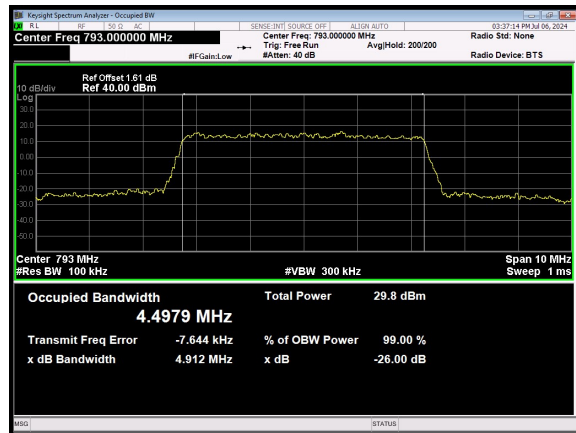 Keysight Spectrum Analyzer - Occupied BW
RL RF 50 Ω AC SENSE:INT SOURCE OFF ALIGN AUTO 03:37:14 PM Jul 06, 2024
Center Freq 793.000000 MHz Center Freq: 793.000000 MHz Radio Std: None
Trig: Free Run Avg|Hold: 200/200
#IFGain:Low #Atten: 40 dB Radio Device: BTS
Ref Offset 1.61 dB
10 dB/div Ref 40.00 dBm
Log
30.0
20.0
10.0
0.00
-10.0
-20.0
-30.0
-40.0
-50.0
Center 793 MHz Span 10 MHz
#Res BW 100 kHz #VBW 300 kHz Sweep 1 ms
Occupied Bandwidth Total Power 29.8 dBm
4.4979 MHz
Transmit Freq Error -7.644 kHz % of OBW Power 99.00 %
x dB Bandwidth 4.912 MHz x dB -26.00 dB
MSG STATUS